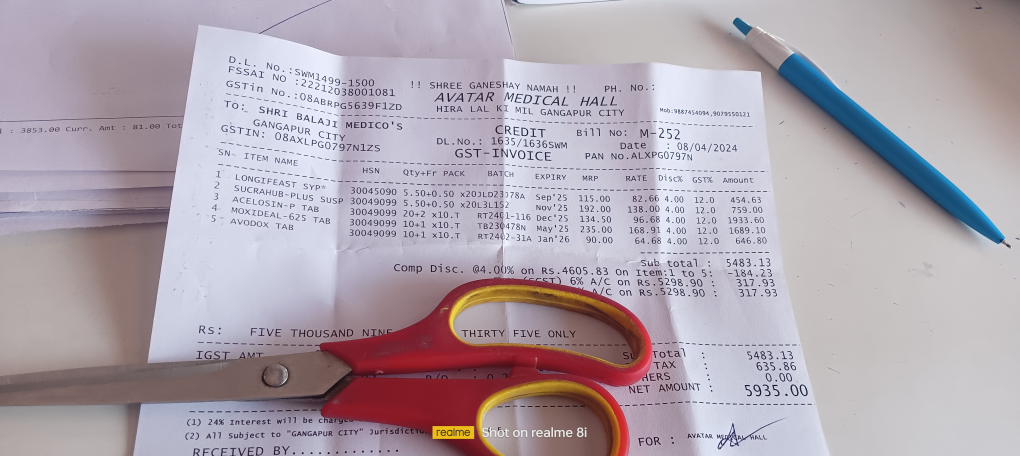 D.L. No.:SWM1499-1500
FSSAI NO :22212038001081
GSTin No.:08ABRPG5639F1ZD
!! SHREE GANESHAY NAMAH !! PH. No.:
AVATAR MEDICAL HALL
HIRA LAL KI MIL GANGAPUR CITY
Mob:9887454094,9079550121
TO: SHRI BALAJI MEDICO'S
GANGAPUR CITY
GSTIN: 08AXLPG0797N1ZS
CREDIT
DL.No.: 1635/1636SWM
GST-INVOICE
Bill No: M-252
Date : 08/04/2024
PAN No.ALXPG0797N
SN- ITEM NAME HSN Qty+Fr PACK BATCH EXPIRY MRP RATE Disc% GST% Amount
1 LONGIFEAST SYP* 30045090 5.50+0.50 x20JLD23J78A Sep'25 115.00 82.66 4.00 12.0 454.63
2 SUCRAHUB-PLUS SUSP 30049099 5.50+0.50 x20L3L152 Nov'25 192.00 138.00 4.00 12.0 759.00
3 ACELOSIN-P TAB 30049099 20+2 x10.T RT2401-116 Dec'25 134.50 96.68 4.00 12.0 1933.60
4 MOXIDEAL-625 TAB 30049099 10+1 x10.T TB230478N May'25 235.00 168.91 4.00 12.0 1689.10
5 AVODOX TAB 30049099 10+1 x10.T RT2402-31A Jan'26 90.00 64.68 4.00 12.0 646.80
Sub total : 5483.13
Comp Disc. @4.00% on Rs.4605.83 on Item:1 to 5: -184.23
6% A/C on Rs.5298.90 : 317.93
% A/C on Rs.5298.90 : 317.93
Rs: FIVE THOUSAND NINE THIRTY FIVE ONLY
IGST AMT
Total : 5483.13
TAX : 635.86
: 0.00
NET AMOUNT : 5935.00
(1) 24% Interest will be
(2) All Subject to "GANGAPUR CITY"
RECEIVED BY.............
FOR : AVATAR MEDICAL HALL
: 3853.00 Curr. Amt : 81.00
realme Shot on realme 8i